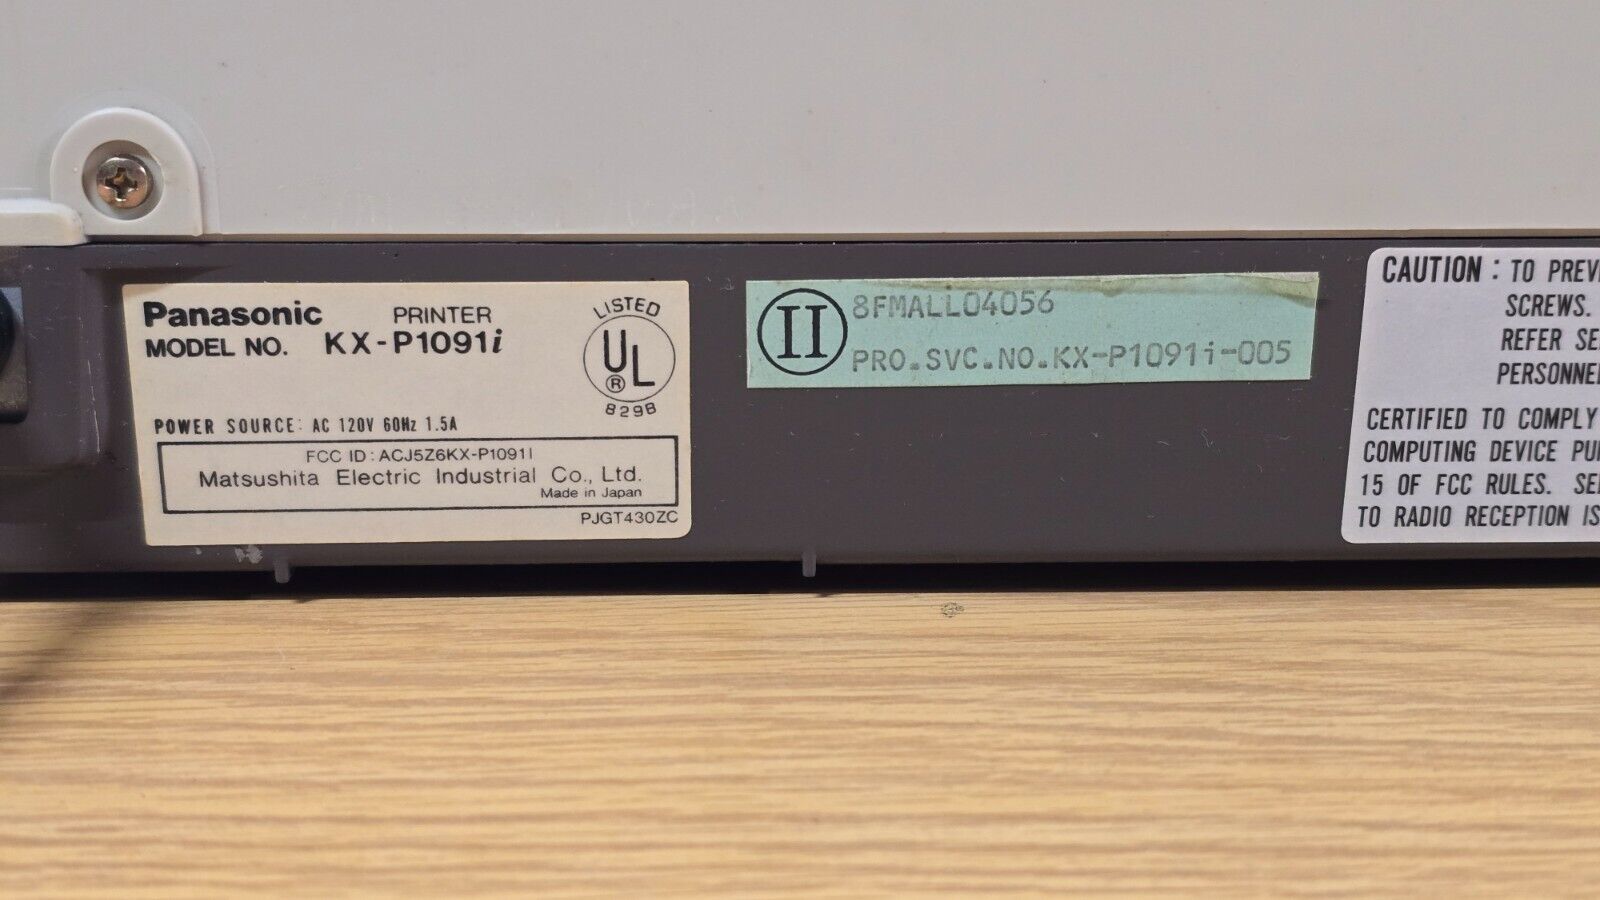 Panasonic PRINTER
MODEL NO. KX-P1091i
LISTED
UL
®
829B
POWER SOURCE: AC 120V 60Hz 1.5A
FCC ID: ACJ5Z6KX-P1091I
Matsushita Electric Industrial Co., Ltd.
Made in Japan
PJGT430ZC
II
8FMALL04056
PRO.SVC.NO.KX-P1091i-005
CAUTION : TO PREV
SCREWS.
REFER SE
PERSONNE
CERTIFIED TO COMPLY
COMPUTING DEVICE PU
15 OF FCC RULES. SE
TO RADIO RECEPTION IS